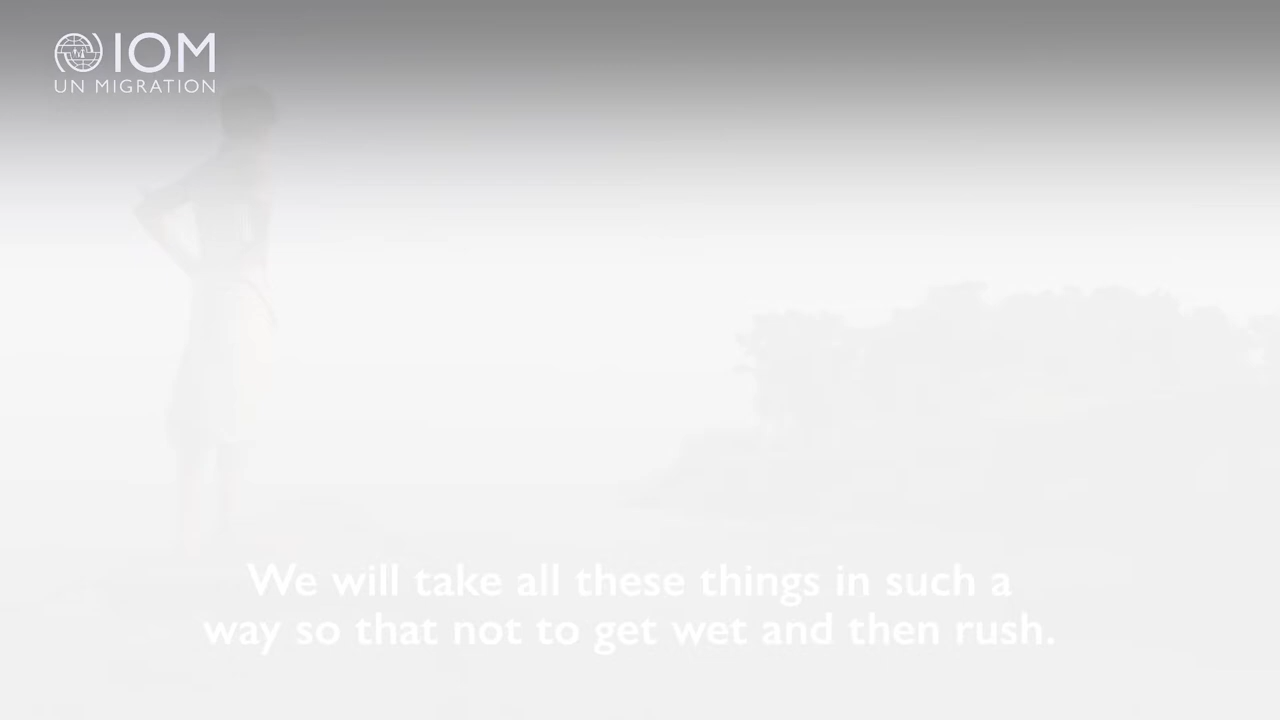 IOM
UN MIGRATION
We will take all these things in such a
way so that not to get wet and then rush.